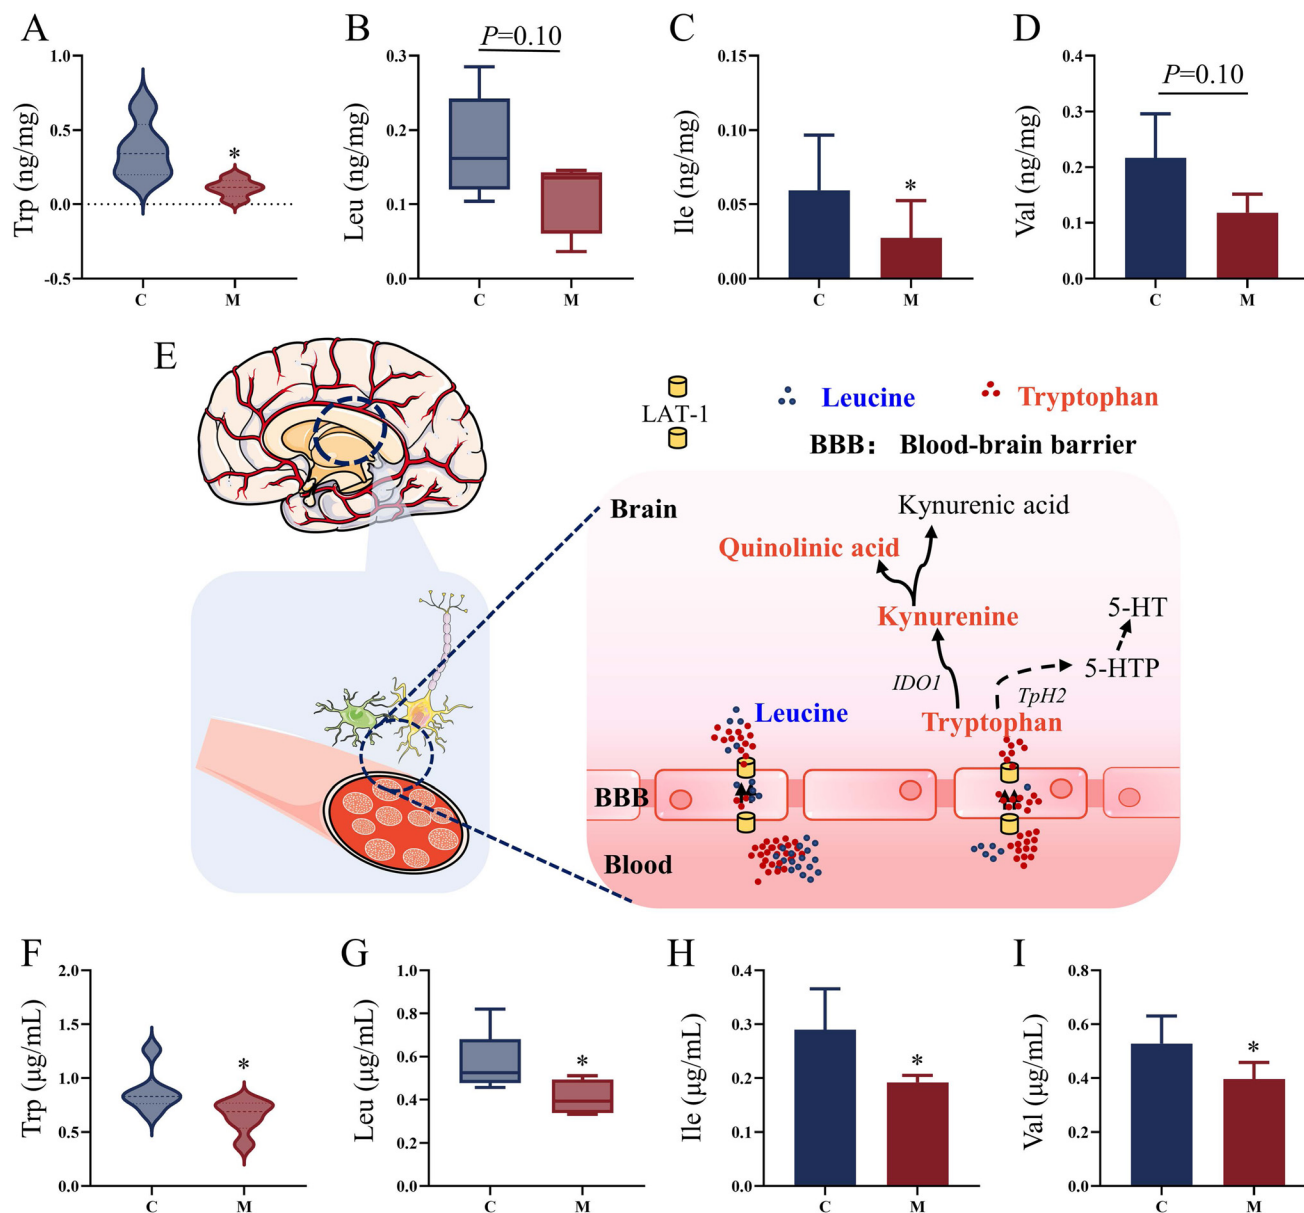 A
Trp (ng/mg)
1.0
0.5
0.0
-0.5
*
C
M
B
Leu (ng/mg)
0.3
0.2
0.1
0.0
P=0.10
C
M
C
Ile (ng/mg)
0.15
0.10
0.05
0.00
*
C
M
D
Val (ng/mg)
0.4
0.3
0.2
0.1
0.0
P=0.10
C
M
E
LAT-1
Leucine
Tryptophan
BBB: Blood-brain barrier
Brain
Kynurenic acid
Quinolinic acid
Kynurenine
5-HT
5-HTP
IDO1
TpH2
Leucine
Tryptophan
BBB
Blood
F
Trp (μg/mL)
2.0
1.5
1.0
0.5
0.0
*
C
M
G
Leu (μg/mL)
1.0
0.8
0.6
0.4
0.2
0.0
*
C
M
H
Ile (μg/mL)
0.4
0.3
0.2
0.1
0.0
*
C
M
I
Val (μg/mL)
0.8
0.6
0.4
0.2
0.0
*
C
M